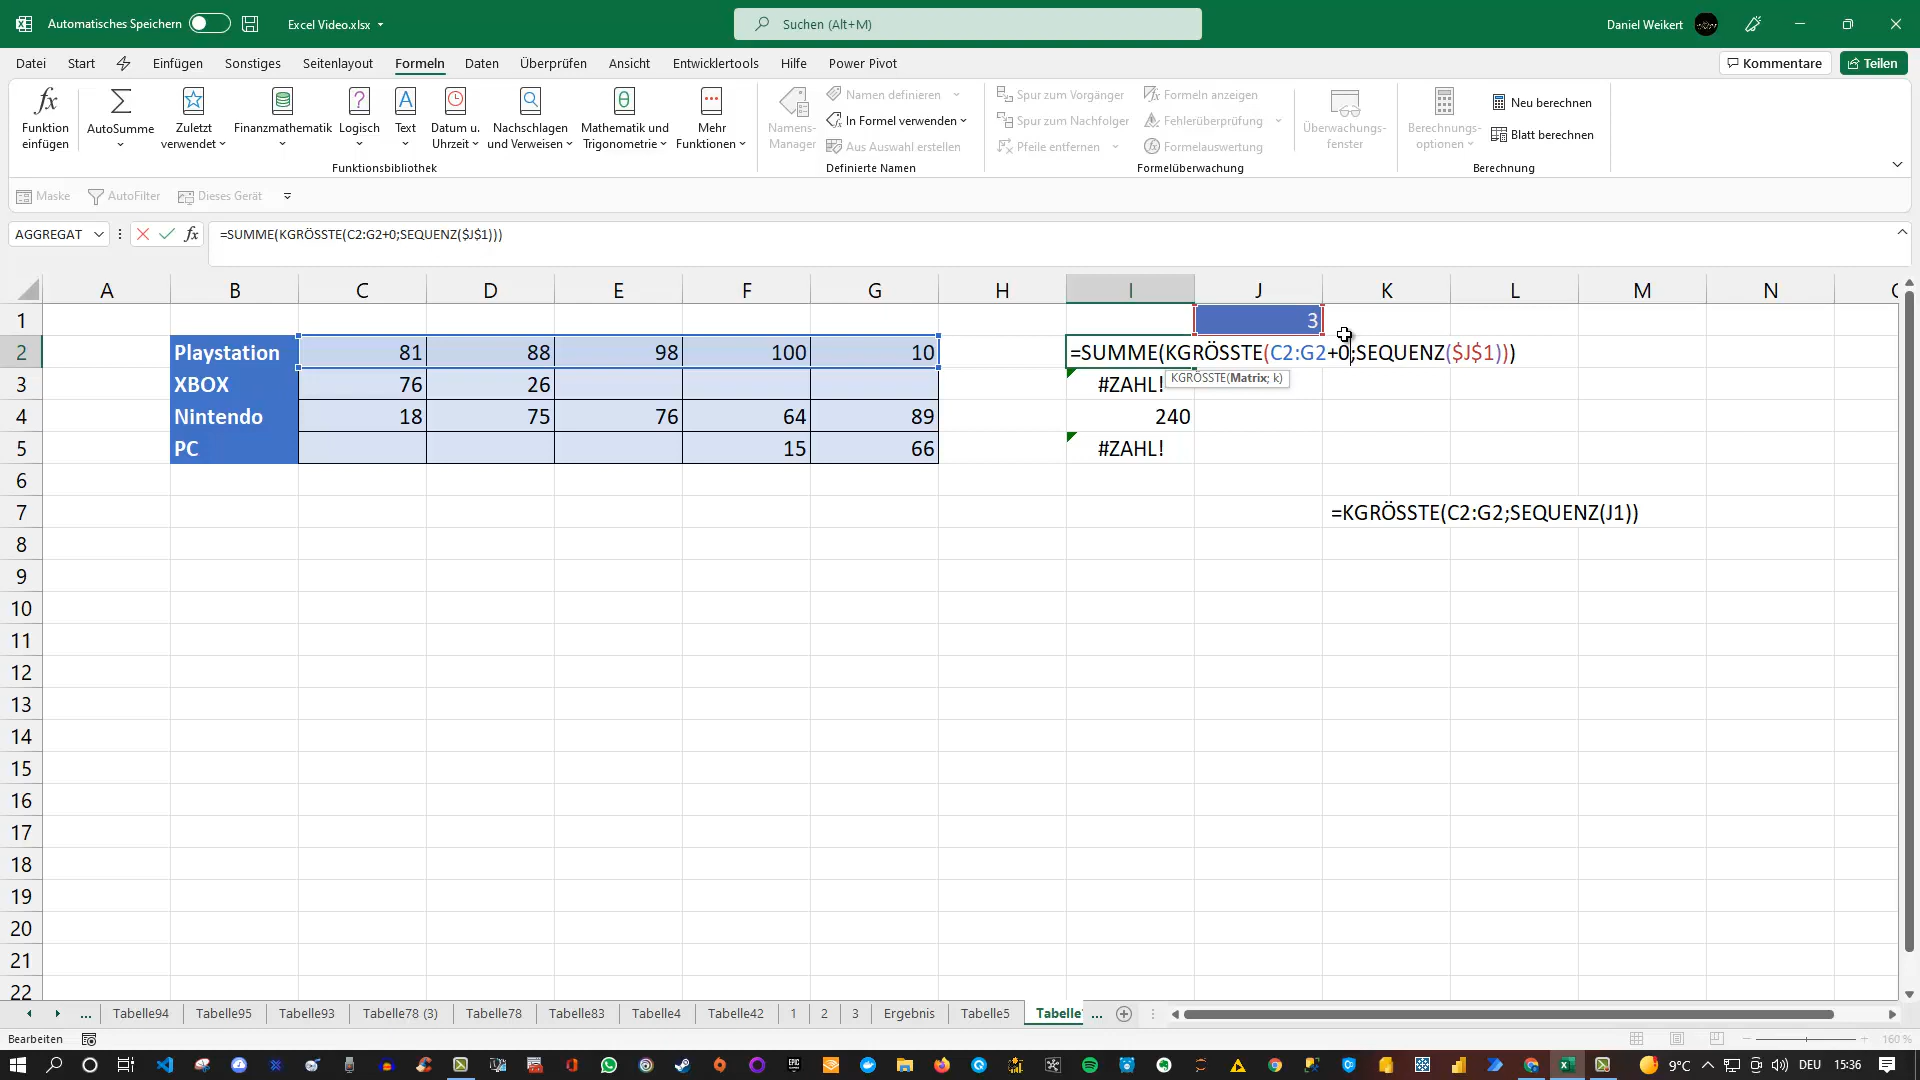 Automatisches Speichern
Excel Video.xlsx
Suchen (Alt+M)
Daniel Weikert
Datei Start Einfügen Sonstiges Seitenlayout Formeln Daten Überprüfen Ansicht Entwicklertools Hilfe Power Pivot
Kommentare Teilen
Funktion einfügen
AutoSumme
Zuletzt verwendet
Finanzmathematik
Logisch
Text
Datum u. Uhrzeit
Nachschlagen und Verweisen
Mathematik und Trigonometrie
Mehr Funktionen
Funktionsbibliothek
Namens-Manager
Namen definieren
In Formel verwenden
Aus Auswahl erstellen
Definierte Namen
Spur zum Vorgänger
Spur zum Nachfolger
Pfeile entfernen
Formeln anzeigen
Fehlerüberprüfung
Formelauswertung
Formelüberwachung
Überwachungs-fenster
Berechnungs-optionen
Neu berechnen
Blatt berechnen
Berechnung
Maske AutoFilter Dieses Gerät
AGGREGAT fx =SUMME(KGRÖSSTE(C2:G2+0;SEQUENZ($J$1)))
A B C D E F G H I J K L M N
1 3
2 Playstation 81 88 98 100 10 =SUMME(KGRÖSSTE(C2:G2+0;SEQUENZ($J$1)))
KGRÖSSTE(Matrix; k)
3 XBOX 76 26 #ZAHL!
4 Nintendo 18 75 76 64 89 240
5 PC 15 66 #ZAHL!
6
7 =KGRÖSSTE(C2:G2;SEQUENZ(J1))
8
9
10
11
12
13
14
15
16
17
18
19
20
21
22
... Tabelle94 Tabelle95 Tabelle93 Tabelle78 (3) Tabelle78 Tabelle83 Tabelle4 Tabelle42 1 2 3 Ergebnis Tabelle5 Tabelle ...
Bearbeiten
160 %
9°C DEU 15:36